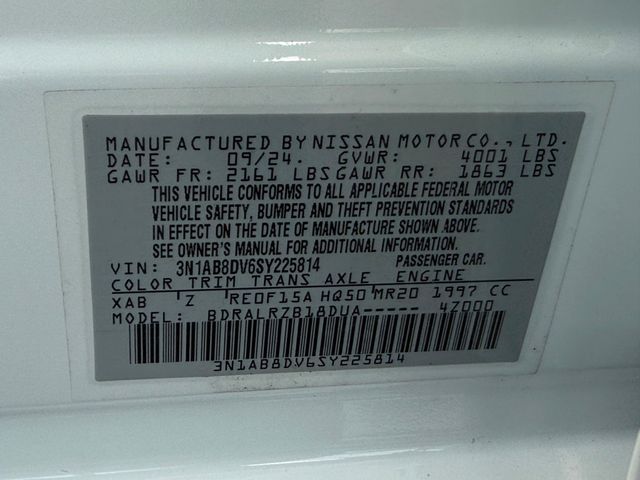 MANUFACTURED BY NISSAN MOTOR CO., LTD.
DATE: 09/24. GVWR: 4001 LBS
GAWR FR: 2161 LBS GAWR RR: 1863 LBS
THIS VEHICLE CONFORMS TO ALL APPLICABLE FEDERAL MOTOR
VEHICLE SAFETY, BUMPER AND THEFT PREVENTION STANDARDS
IN EFFECT ON THE DATE OF MANUFACTURE SHOWN ABOVE.
SEE OWNER'S MANUAL FOR ADDITIONAL INFORMATION.
VIN: 3N1AB8DV6SY225814 PASSENGER CAR.
COLOR TRIM TRANS AXLE ENGINE
XAB Z RE0F15A HQ50 MR20 1997 CC
MODEL: BDRALRZB18DUA----- 4Z000
3N1AB8DV6SY225814